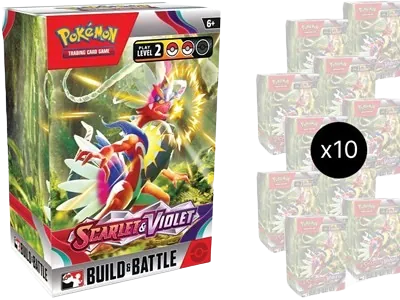 Pokémon
TRADING CARD GAME
6+
PLAY
LEVEL 2
SCARLET & VIOLET
BUILD & BATTLE
x10